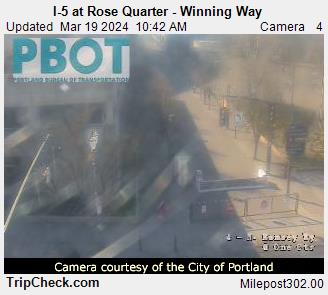 I-5 at Rose Quarter - Winning Way
Updated Mar 19 2024 10:42 AM Camera 4
PBOT
PORTLAND BUREAU OF TRANSPORTATION
Camera courtesy of the City of Portland
TripCheck.com Milepost302.00